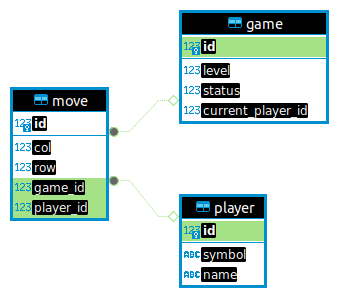 game
123 id
123 level
123 status
123 current_player_id
move
123 id
123 col
123 row
123 game_id
123 player_id
player
123 id
ABC symbol
ABC name